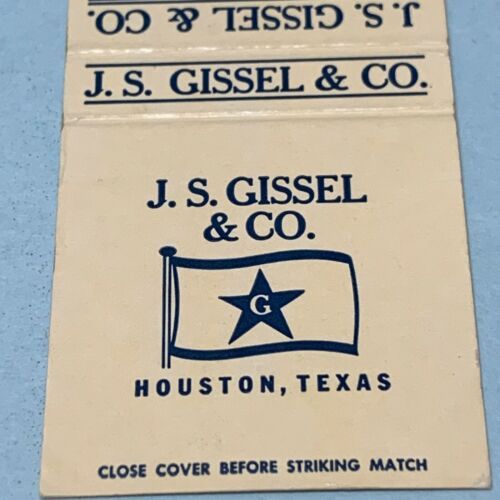 J. S. GISSEL & CO.
J. S. GISSEL & CO.
J. S. GISSEL
& CO.
G
HOUSTON, TEXAS
CLOSE COVER BEFORE STRIKING MATCH